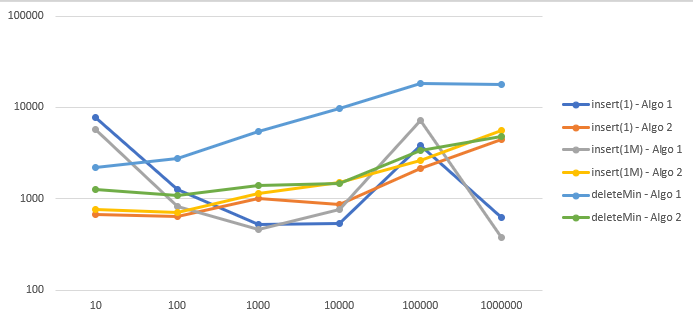 100000
10000
1000
100
10 100 1000 10000 100000 1000000
insert(1) - Algo 1
insert(1) - Algo 2
insert(1M) - Algo 1
insert(1M) - Algo 2
deleteMin - Algo 1
deleteMin - Algo 2